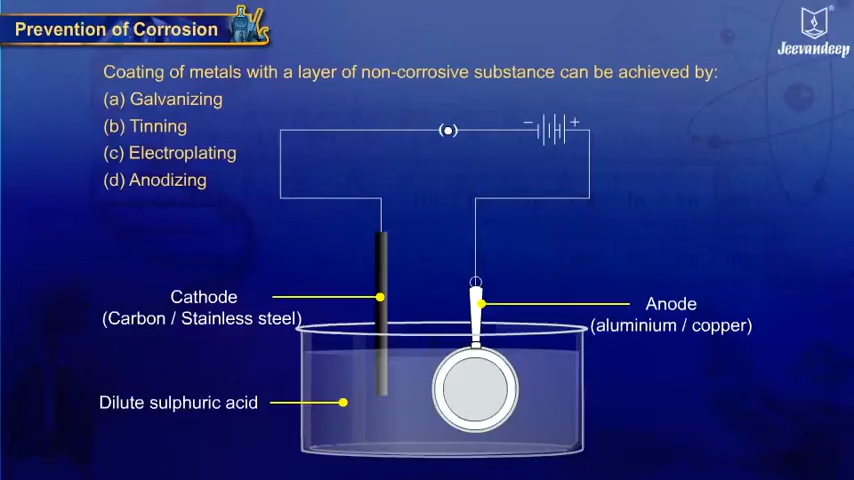 Prevention of Corrosion
Jeevandeep
Coating of metals with a layer of non-corrosive substance can be achieved by:
(a) Galvanizing
(b) Tinning
(c) Electroplating
(d) Anodizing
− +
Cathode
(Carbon / Stainless steel)
Anode
(aluminium / copper)
Dilute sulphuric acid